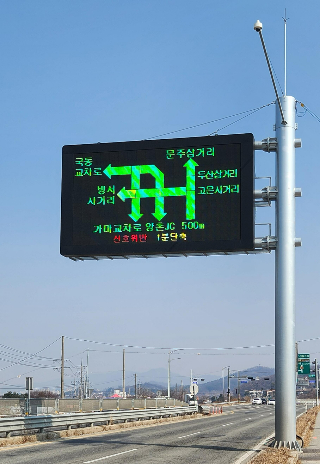 문주삼거리
국동
교차로
두산삼거리
방서
사거리
고은사거리
가마교차로 양촌JC 500m
신호위반 1분단축